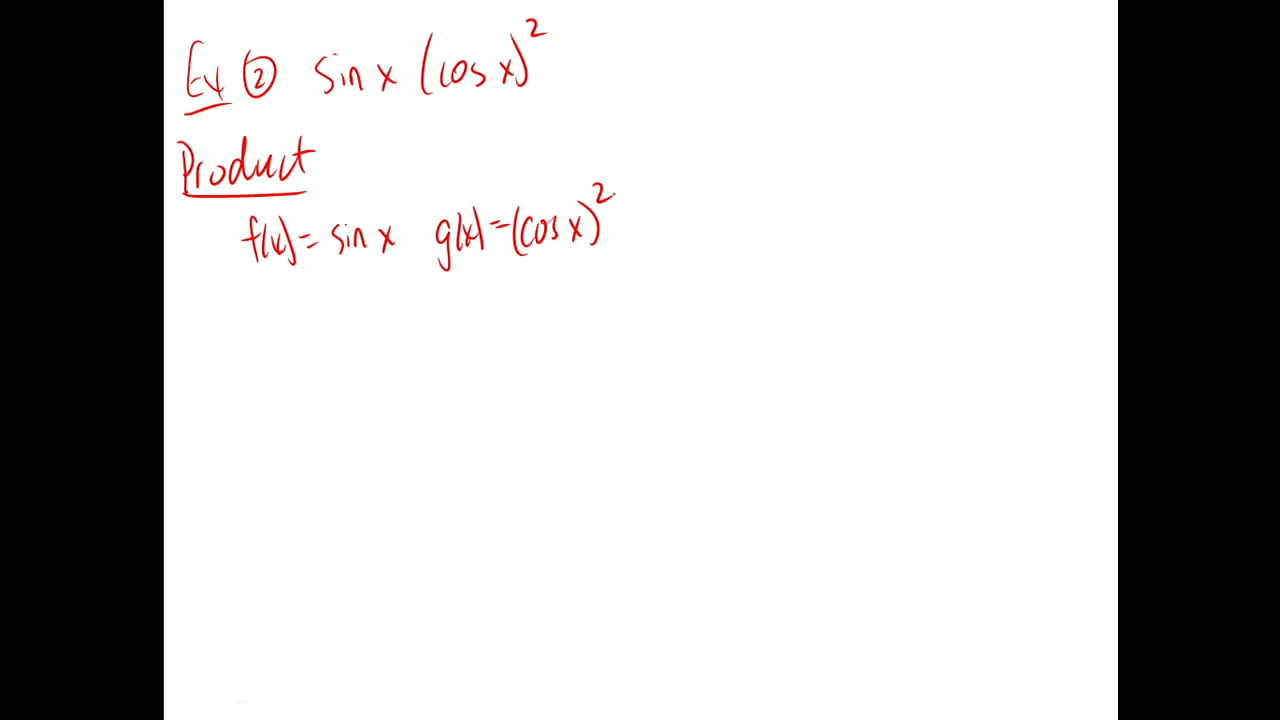 Ex ② sin x (cos x)²
Product
f(x) = sin x g(x) = (cos x)²